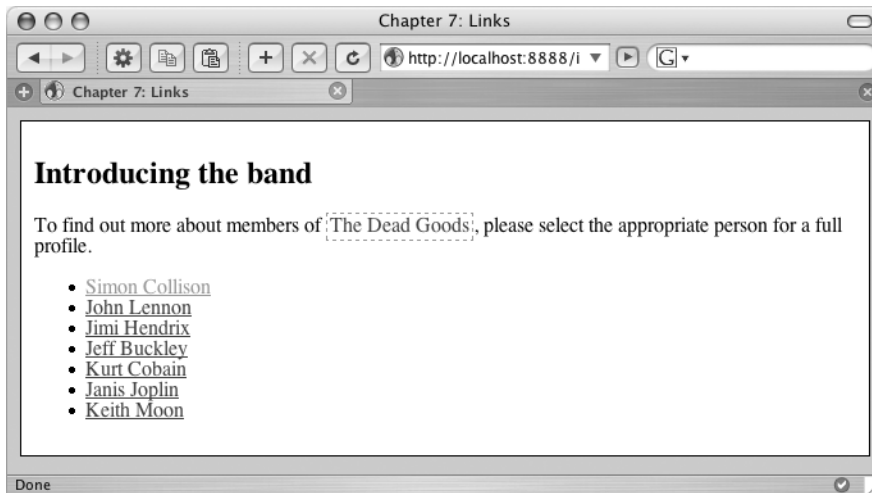 Chapter 7: Links
http://localhost:8888/i
G
Chapter 7: Links
Introducing the band
To find out more about members of The Dead Goods, please select the appropriate person for a full
profile.
• Simon Collison
• John Lennon
• Jimi Hendrix
• Jeff Buckley
• Kurt Cobain
• Janis Joplin
• Keith Moon
Done